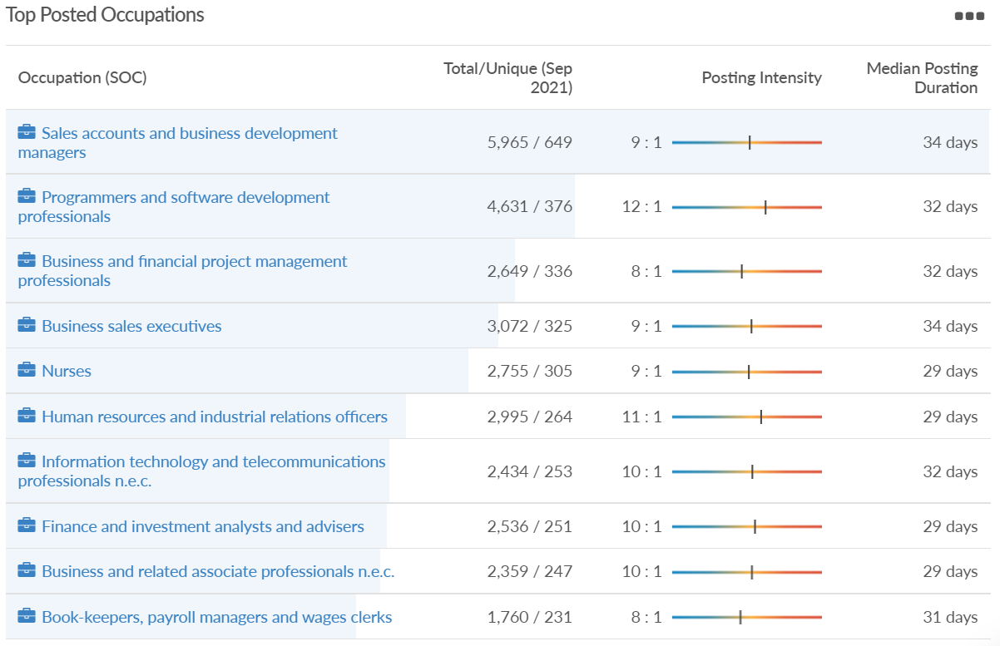 Top Posted Occupations
Occupation (SOC)
Total/Unique (Sep
2021)
Posting Intensity
Median Posting
Duration
Sales accounts and business development
managers
5,965 / 649
9 : 1
34 days
Programmers and software development
professionals
4,631 / 376
12 : 1
32 days
Business and financial project management
professionals
2,649 / 336
8 : 1
32 days
Business sales executives
3,072 / 325
9 : 1
34 days
Nurses
2,755 / 305
9 : 1
29 days
Human resources and industrial relations officers
2,995 / 264
11 : 1
29 days
Information technology and telecommunications
professionals n.e.c.
2,434 / 253
10 : 1
32 days
Finance and investment analysts and advisers
2,536 / 251
10 : 1
29 days
Business and related associate professionals n.e.c.
2,359 / 247
10 : 1
29 days
Book-keepers, payroll managers and wages clerks
1,760 / 231
8 : 1
31 days